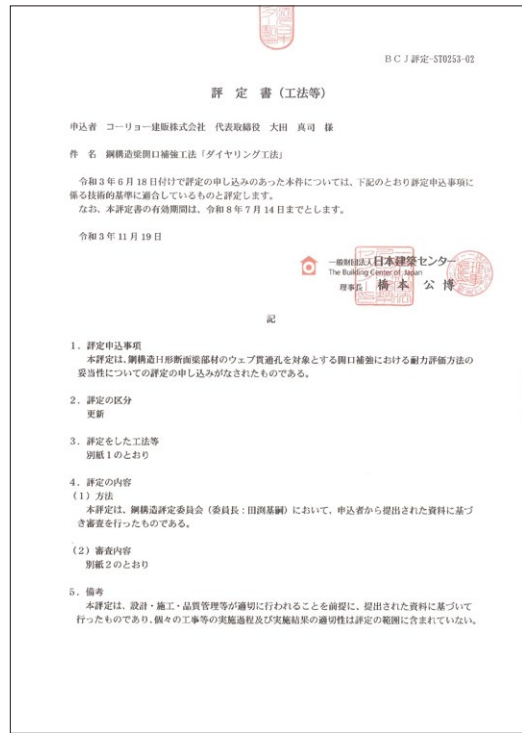 BCJ評定-ST0253-02
評 定 書(工法等)
申込者 コーリョー建販株式会社 代表取締役 大田 真司 様
件 名 鋼構造梁開口補強工法「ダイヤリング工法」
令和3年6月18日付けで評定の申し込みのあった本件については、下記のとおり評定申込事項に
係る技術的基準に適合しているものと評定します。
なお、本評定書の有効期間は、令和8年7月14日までとします。
令和3年11月19日
一般財団法人日本建築センター
The Building Center of Japan
理事長 橋 本 公 博
記
1.評定申込事項
本評定は、鋼構造H形断面梁部材のウェブ貫通孔を対象とする開口補強における耐力評価方法の
妥当性についての評定の申し込みがなされたものである。
2.評定の区分
更新
3.評定をした工法等
別紙1のとおり
4.評定の内容
(1)方法
本評定は、鋼構造評定委員会(委員長:田渕基嗣)において、申込者から提出された資料に基づ
き審査を行ったものである。
(2)審査内容
別紙2のとおり
5.備考
本評定は、設計・施工・品質管理等が適切に行われることを前提に、提出された資料に基づいて
行ったものであり、個々の工事等の実施過程及び実施結果の適切性は評定の範囲に含まれていない。